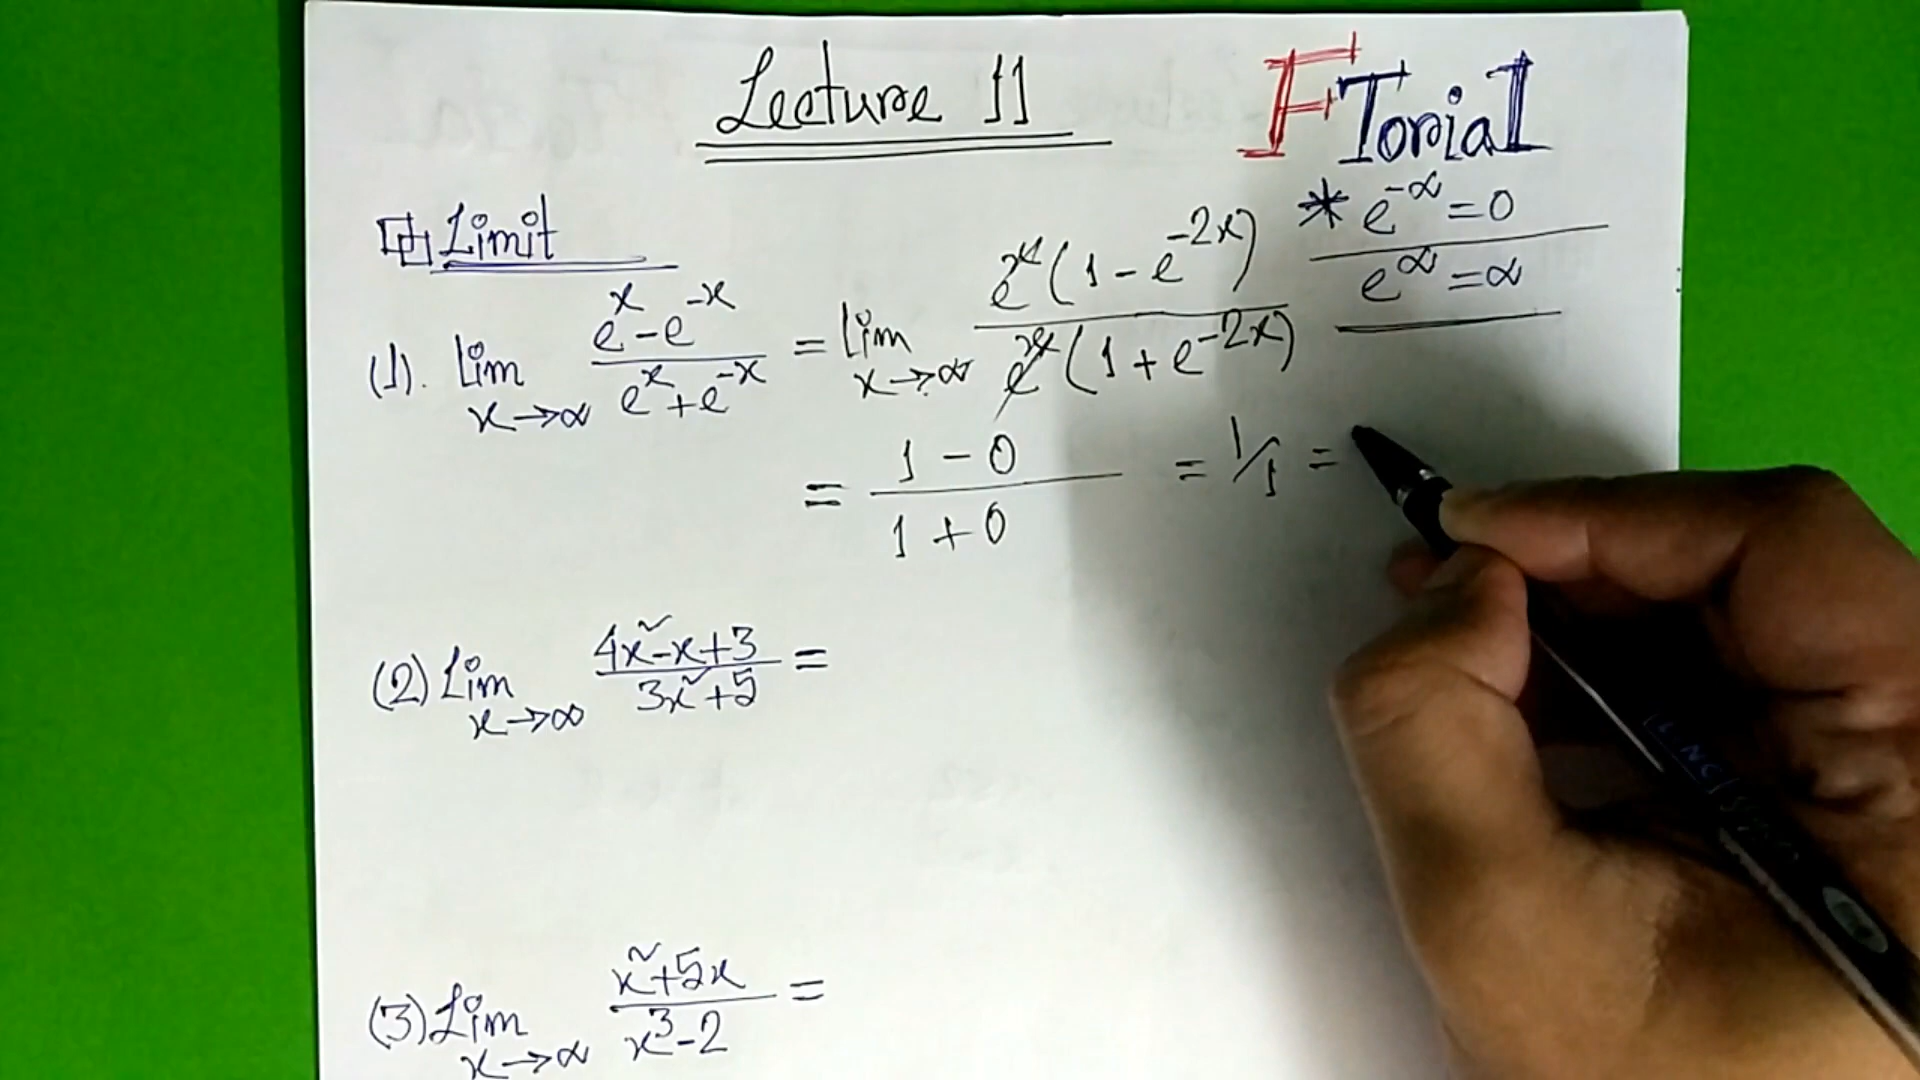 Lecture 11
FTorial
Limit
* e^-∞ = 0
e^∞ = ∞
(1). Lim x→∞ (e^x - e^-x)/(e^x + e^-x) = Lim x→∞ e^x(1 - e^-2x)/e^x(1 + e^-2x)
= (1 - 0)/(1 + 0) = 1/1 =
(2) Lim x→∞ (4x² - x + 3)/(3x² + 5) =
(3) Lim x→∞ (x² + 5x)/(x³ - 2) =